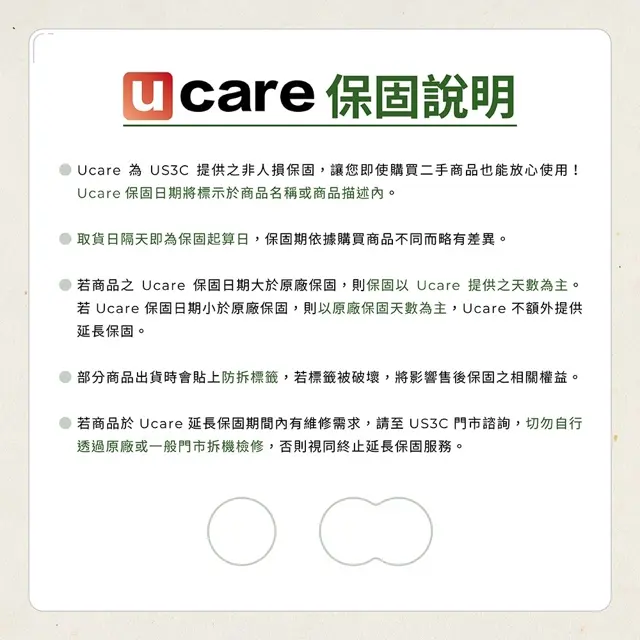 ucare 保固說明
Ucare 為 US3C 提供之非人損保固，讓您即使購買二手商品也能放心使用！
Ucare 保固日期將標示於商品名稱或商品描述內。
取貨日隔天即為保固起算日，保固期依據購買商品不同而略有差異。
若商品之 Ucare 保固日期大於原廠保固，則保固以 Ucare 提供之天數為主。
若 Ucare 保固日期小於原廠保固，則以原廠保固天數為主，Ucare 不額外提供
延長保固。
部分商品出貨時會貼上防拆標籤，若標籤被破壞，將影響售後保固之相關權益。
若商品於 Ucare 延長保固期間內有維修需求，請至 US3C 門市諮詢，切勿自行
透過原廠或一般門市拆機檢修，否則視同終止延長保固服務。